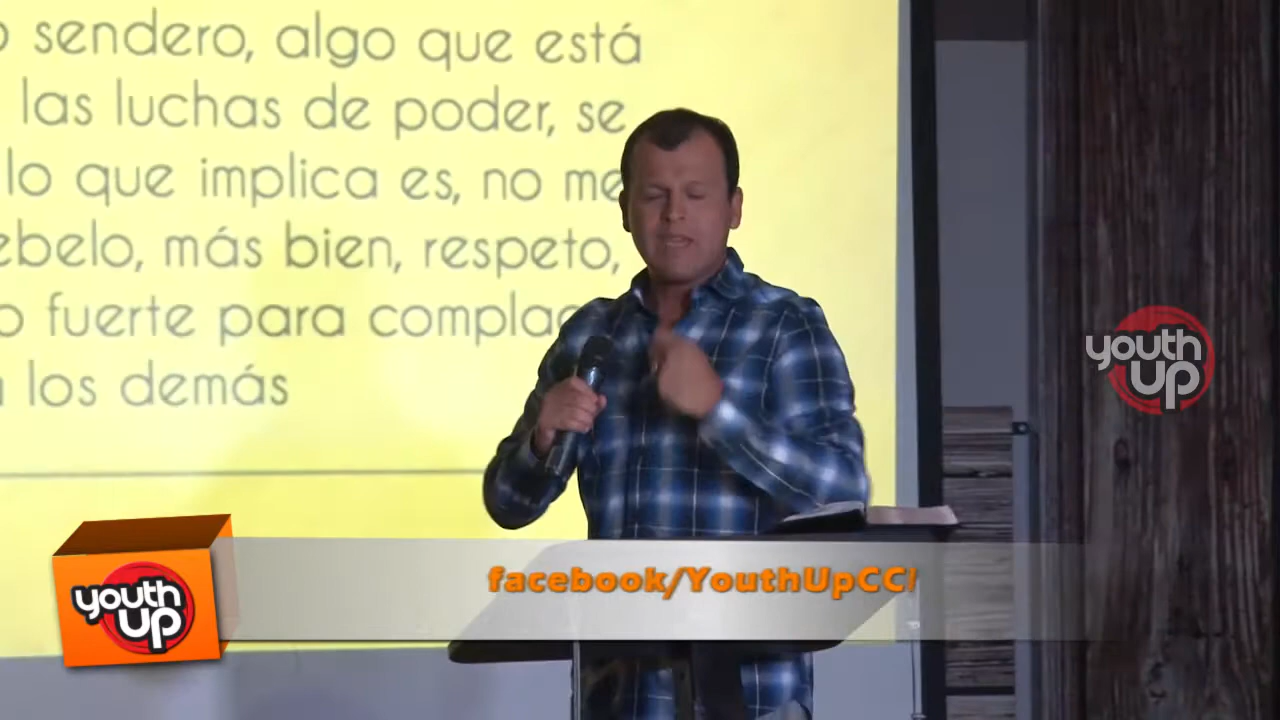 sendero, algo que está
las luchas de poder, se
lo que implica es, no me
ebelo, más bien, respeto,
o fuerte para complac
los demás
youth
up
youth
up
facebook/YouthUpCC